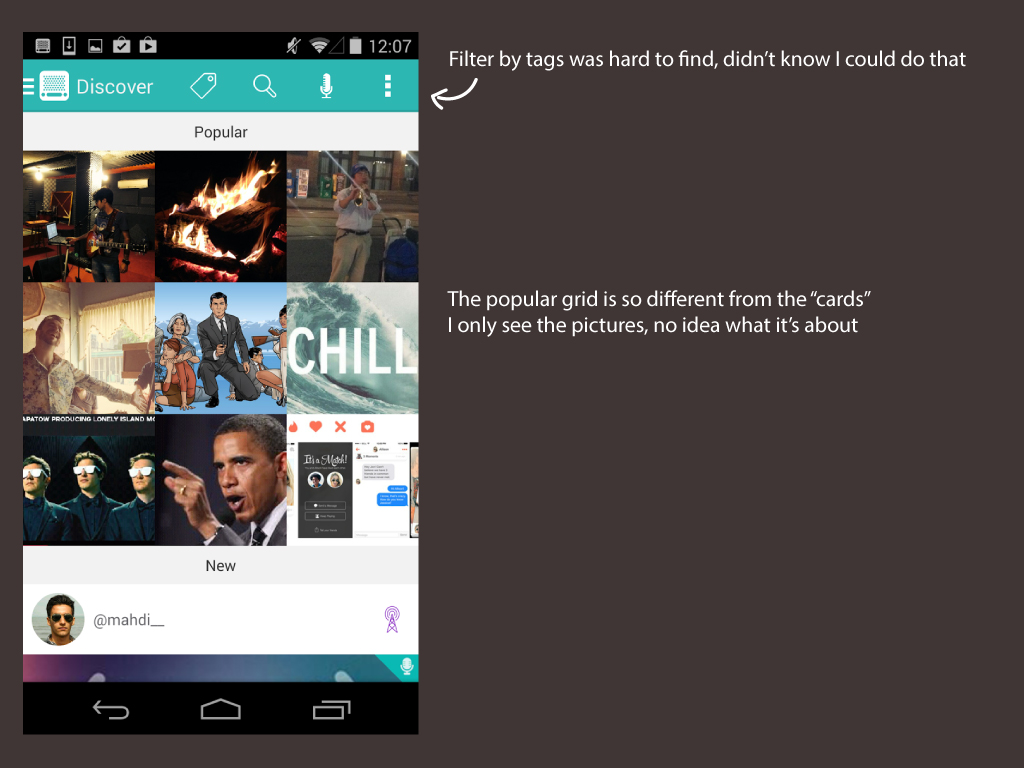 12:07
Filter by tags was hard to find, didn't know I could do that
Discover
Popular
The popular grid is so different from the “cards”
I only see the pictures, no idea what it's about
CHILL
APATOW PRODUCING LONELY ISLAND MO
It's a Match!
New
@mahdi__